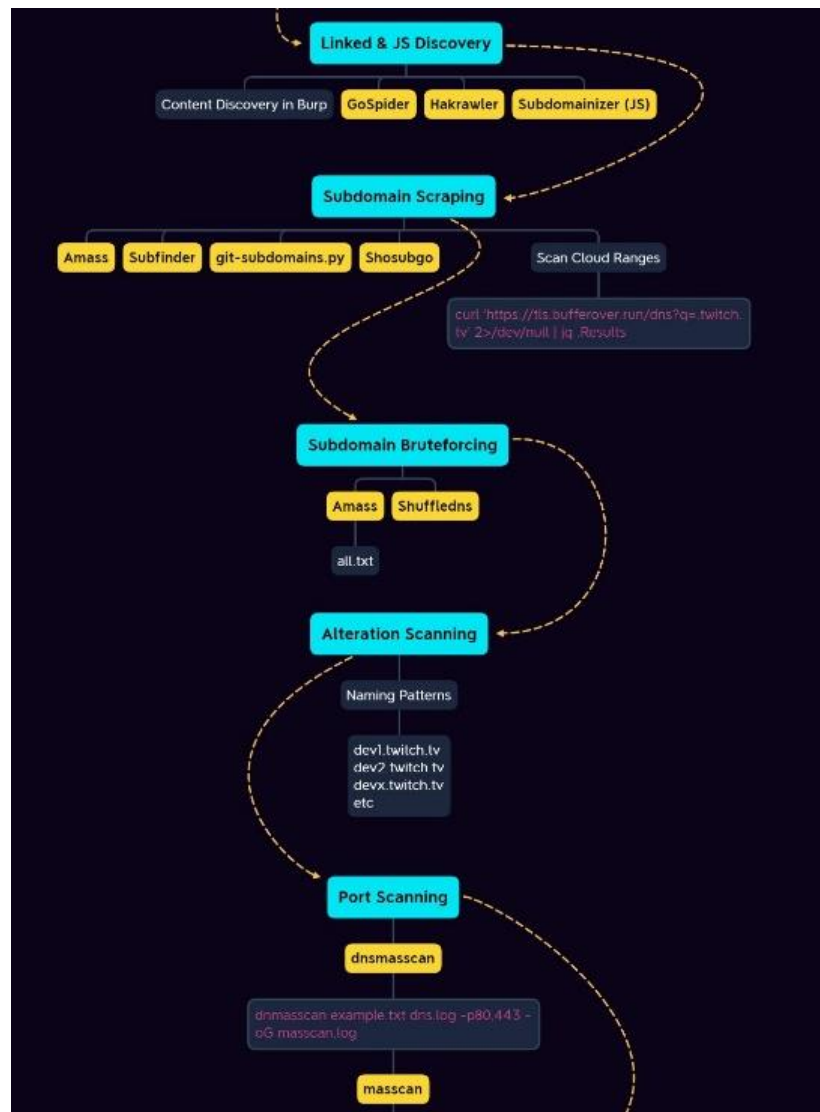 Linked & JS Discovery
Content Discovery in Burp
GoSpider
Hakrawler
Subdomainizer (JS)
Subdomain Scraping
Amass
Subfinder
git-subdomains.py
Shosubgo
Scan Cloud Ranges
curl 'https://tls.bufferover.run/dns?q=.twitch.
tv' 2>/dev/null | jq .Results
Subdomain Bruteforcing
Amass
Shuffledns
all.txt
Alteration Scanning
Naming Patterns
dev1.twitch.tv
dev2.twitch.tv
devx.twitch.tv
etc
Port Scanning
dnsmasscan
dnmasscan example.txt dns.log -p80,443 -
oG masscan.log
masscan